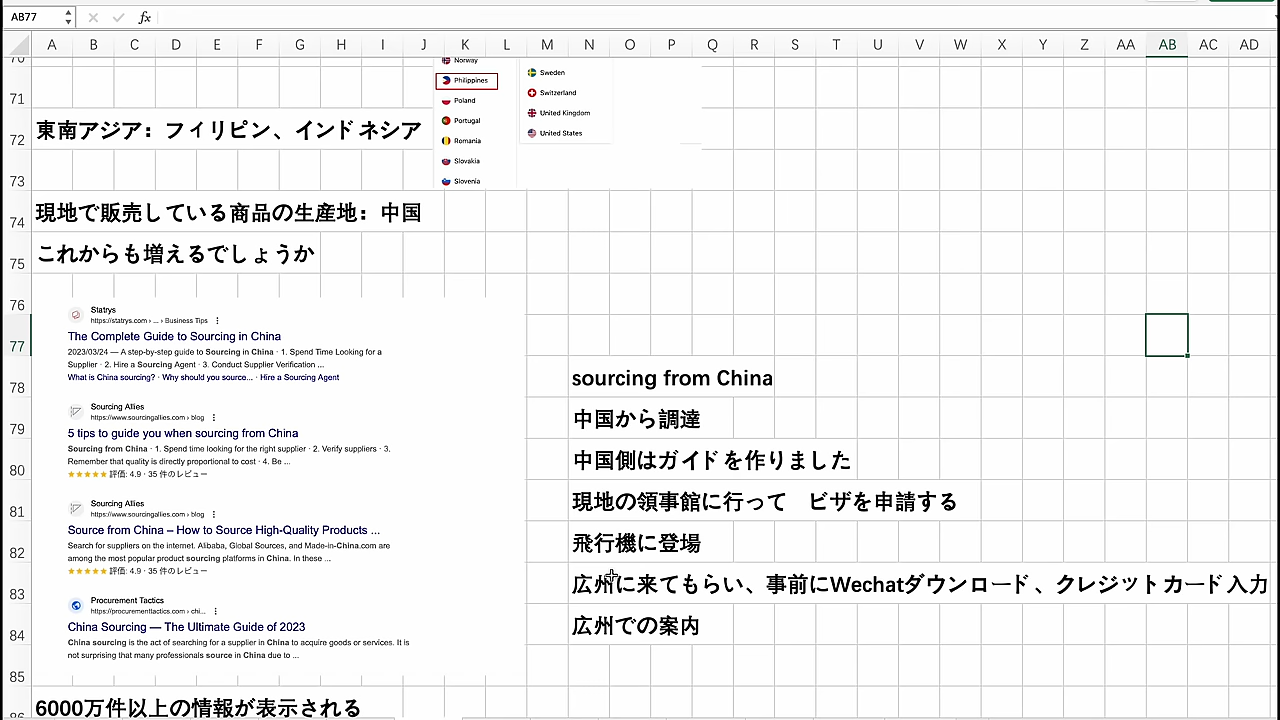 AB77
fx
A B C D E F G H I J K L M N O P Q R S T U V W X Y Z AA AB AC AD
Norway
Philippines
Poland
Portugal
Romania
Slovakia
Slovenia
Sweden
Switzerland
United Kingdom
United States
71
72
東南アジア：フィリピン、インドネシア
73
74
現地で販売している商品の生産地：中国
75
これからも増えるでしょうか
76
77
78
79
80
81
82
83
84
85
Statrys
https://statrys.com › ... › Business Tips
The Complete Guide to Sourcing in China
2023/03/24 — A step-by-step guide to Sourcing in China · 1. Spend Time Looking for a
Supplier · 2. Hire a Sourcing Agent · 3. Conduct Supplier Verification ...
What is China sourcing? · Why should you source... · Hire a Sourcing Agent
Sourcing Allies
https://www.sourcingallies.com › blog
5 tips to guide you when sourcing from China
Sourcing from China · 1. Spend time looking for the right supplier · 2. Verify suppliers · 3.
Remember that quality is directly proportional to cost · 4. Be ...
★★★★★ 評価: 4.9 · 35 件のレビュー
Sourcing Allies
https://www.sourcingallies.com › blog
Source from China – How to Source High-Quality Products ...
Search for suppliers on the internet. Alibaba, Global Sources, and Made-in-China.com are
among the most popular product sourcing platforms in China. In these ...
★★★★★ 評価: 4.9 · 35 件のレビュー
Procurement Tactics
https://procurementtactics.com › chi...
China Sourcing — The Ultimate Guide of 2023
China sourcing is the act of searching for a supplier in China to acquire goods or services. It is
not surprising that many professionals source in China due to ...
sourcing from China
中国から調達
中国側はガイドを作りました
現地の領事館に行って　ビザを申請する
飛行機に登場
広州に来てもらい、事前にWechatダウンロード、クレジットカード入力
広州での案内
6000万件以上の情報が表示される